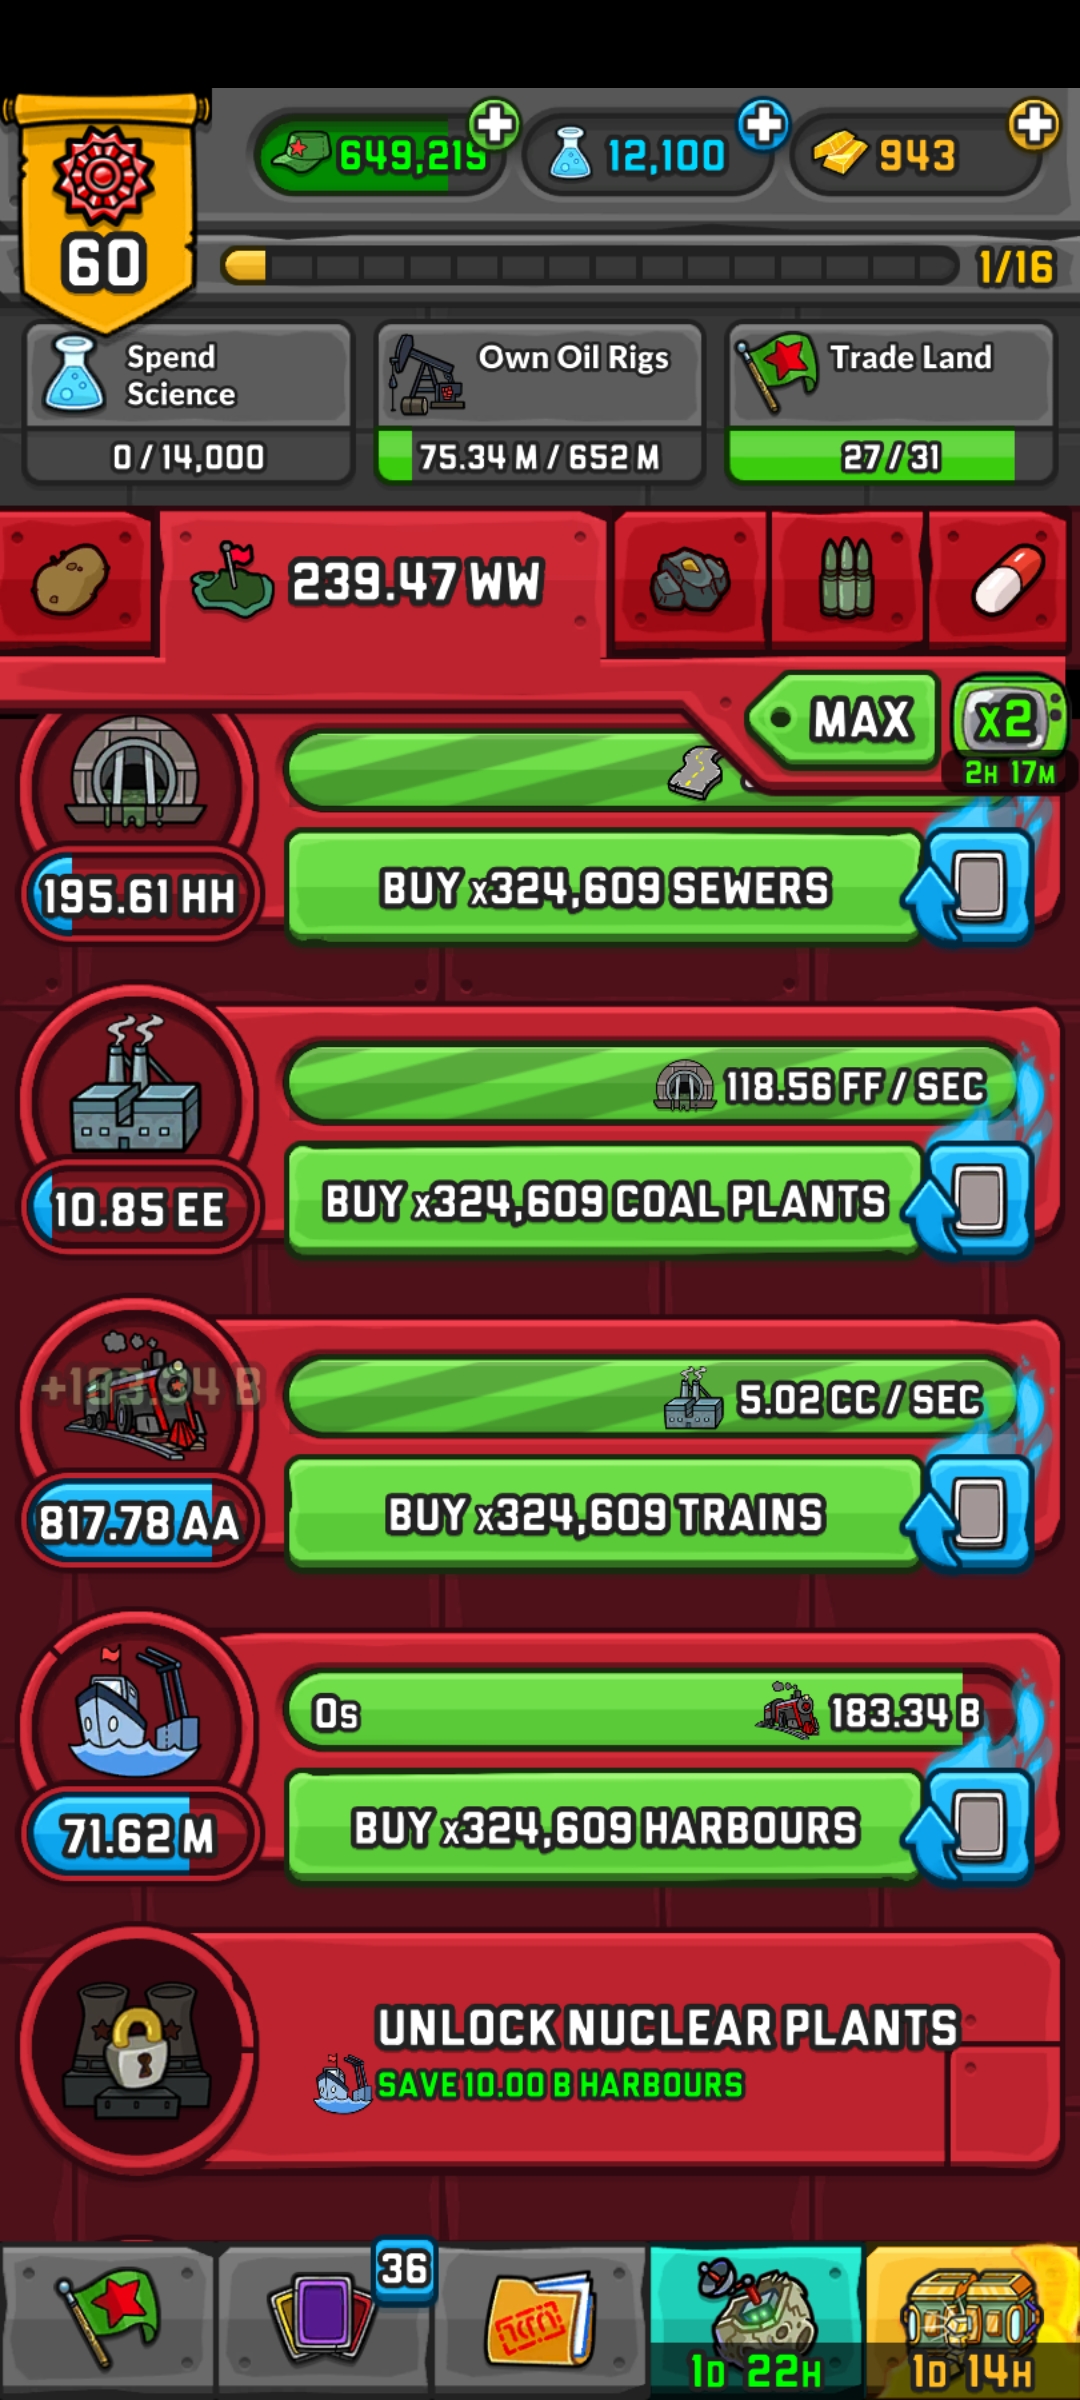 649,219
12,100
943
60
1/16
Spend
Science
0/14,000
Own Oil Rigs
75.34 M / 652 M
Trade Land
27/31
239.47 WW
MAX
x2
2H 17M
195.61 HH
BUY x324,609 SEWERS
118.56 FF / SEC
10.85 EE
BUY x324,609 COAL PLANTS
+183.34 B
5.02 CC / SEC
817.78 AA
BUY x324,609 TRAINS
0s
183.34 B
71.62 M
BUY x324,609 HARBOURS
UNLOCK NUCLEAR PLANTS
SAVE 10.00 B HARBOURS
36
1D 22H
1D 14H